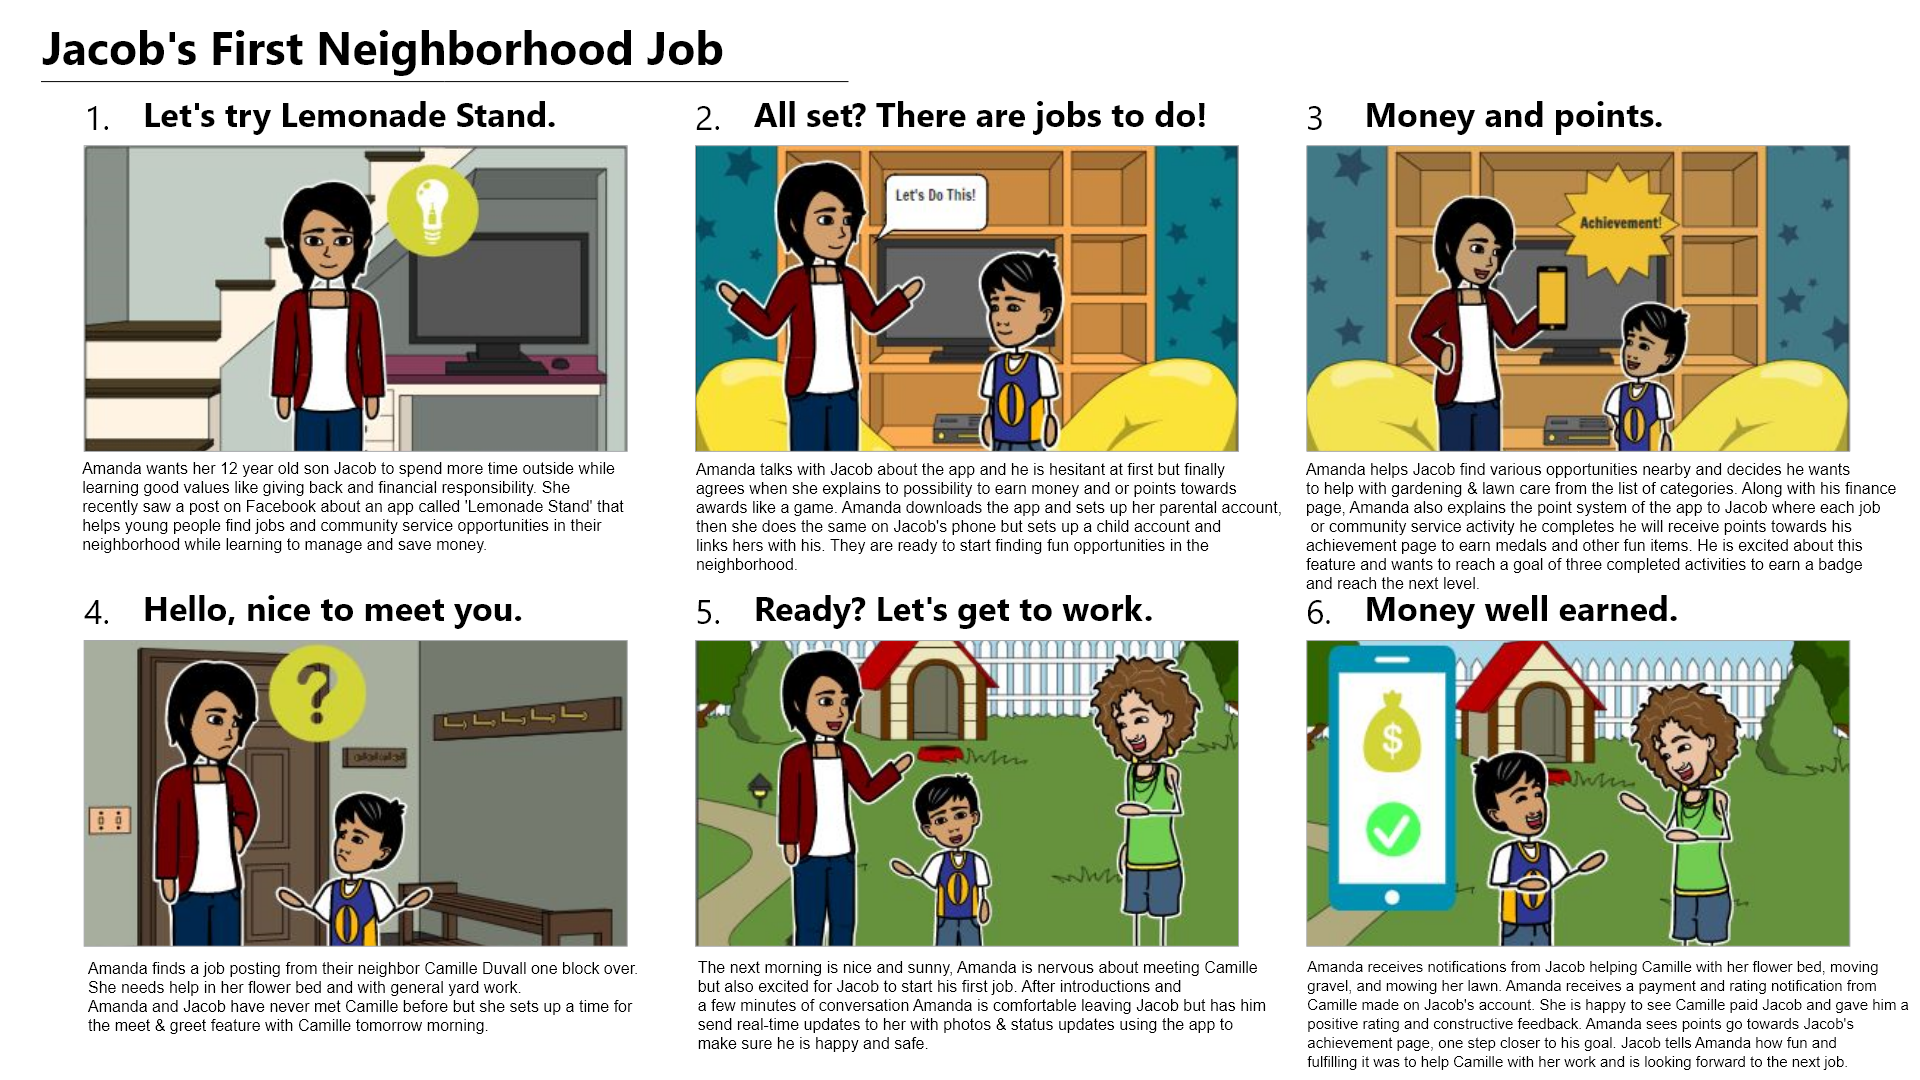 Jacob's First Neighborhood Job
1. Let's try Lemonade Stand.
Amanda wants her 12 year old son Jacob to spend more time outside while
learning good values like giving back and financial responsibility. She
recently saw a post on Facebook about an app called 'Lemonade Stand' that
helps young people find jobs and community service opportunities in their
neighborhood while learning to manage and save money.
2. All set? There are jobs to do!
Let's Do This!
Amanda talks with Jacob about the app and he is hesitant at first but finally
agrees when she explains to possibility to earn money and or points towards
awards like a game. Amanda downloads the app and sets up her parental account,
then she does the same on Jacob's phone but sets up a child account and
links hers with his. They are ready to start finding fun opportunities in the
neighborhood.
3 Money and points.
Achievement!
Amanda helps Jacob find various opportunities nearby and decides he wants
to help with gardening & lawn care from the list of categories. Along with his finance
page, Amanda also explains the point system of the app to Jacob where each job
or community service activity he completes he will receive points towards his
achievement page to earn medals and other fun items. He is excited about this
feature and wants to reach a goal of three completed activities to earn a badge
and reach the next level.
4. Hello, nice to meet you.
?
Amanda finds a job posting from their neighbor Camille Duvall one block over.
She needs help in her flower bed and with general yard work.
Amanda and Jacob have never met Camille before but she sets up a time for
the meet & greet feature with Camille tomorrow morning.
5. Ready? Let's get to work.
The next morning is nice and sunny, Amanda is nervous about meeting Camille
but also excited for Jacob to start his first job. After introductions and
a few minutes of conversation Amanda is comfortable leaving Jacob but has him
send real-time updates to her with photos & status updates using the app to
make sure he is happy and safe.
6. Money well earned.
$
Amanda receives notifications from Jacob helping Camille with her flower bed, moving
gravel, and mowing her lawn. Amanda receives a payment and rating notification from
Camille made on Jacob's account. She is happy to see Camille paid Jacob and gave him a
positive rating and constructive feedback. Amanda sees points go towards Jacob's
achievement page, one step closer to his goal. Jacob tells Amanda how fun and
fulfilling it was to help Camille with her work and is looking forward to the next job.